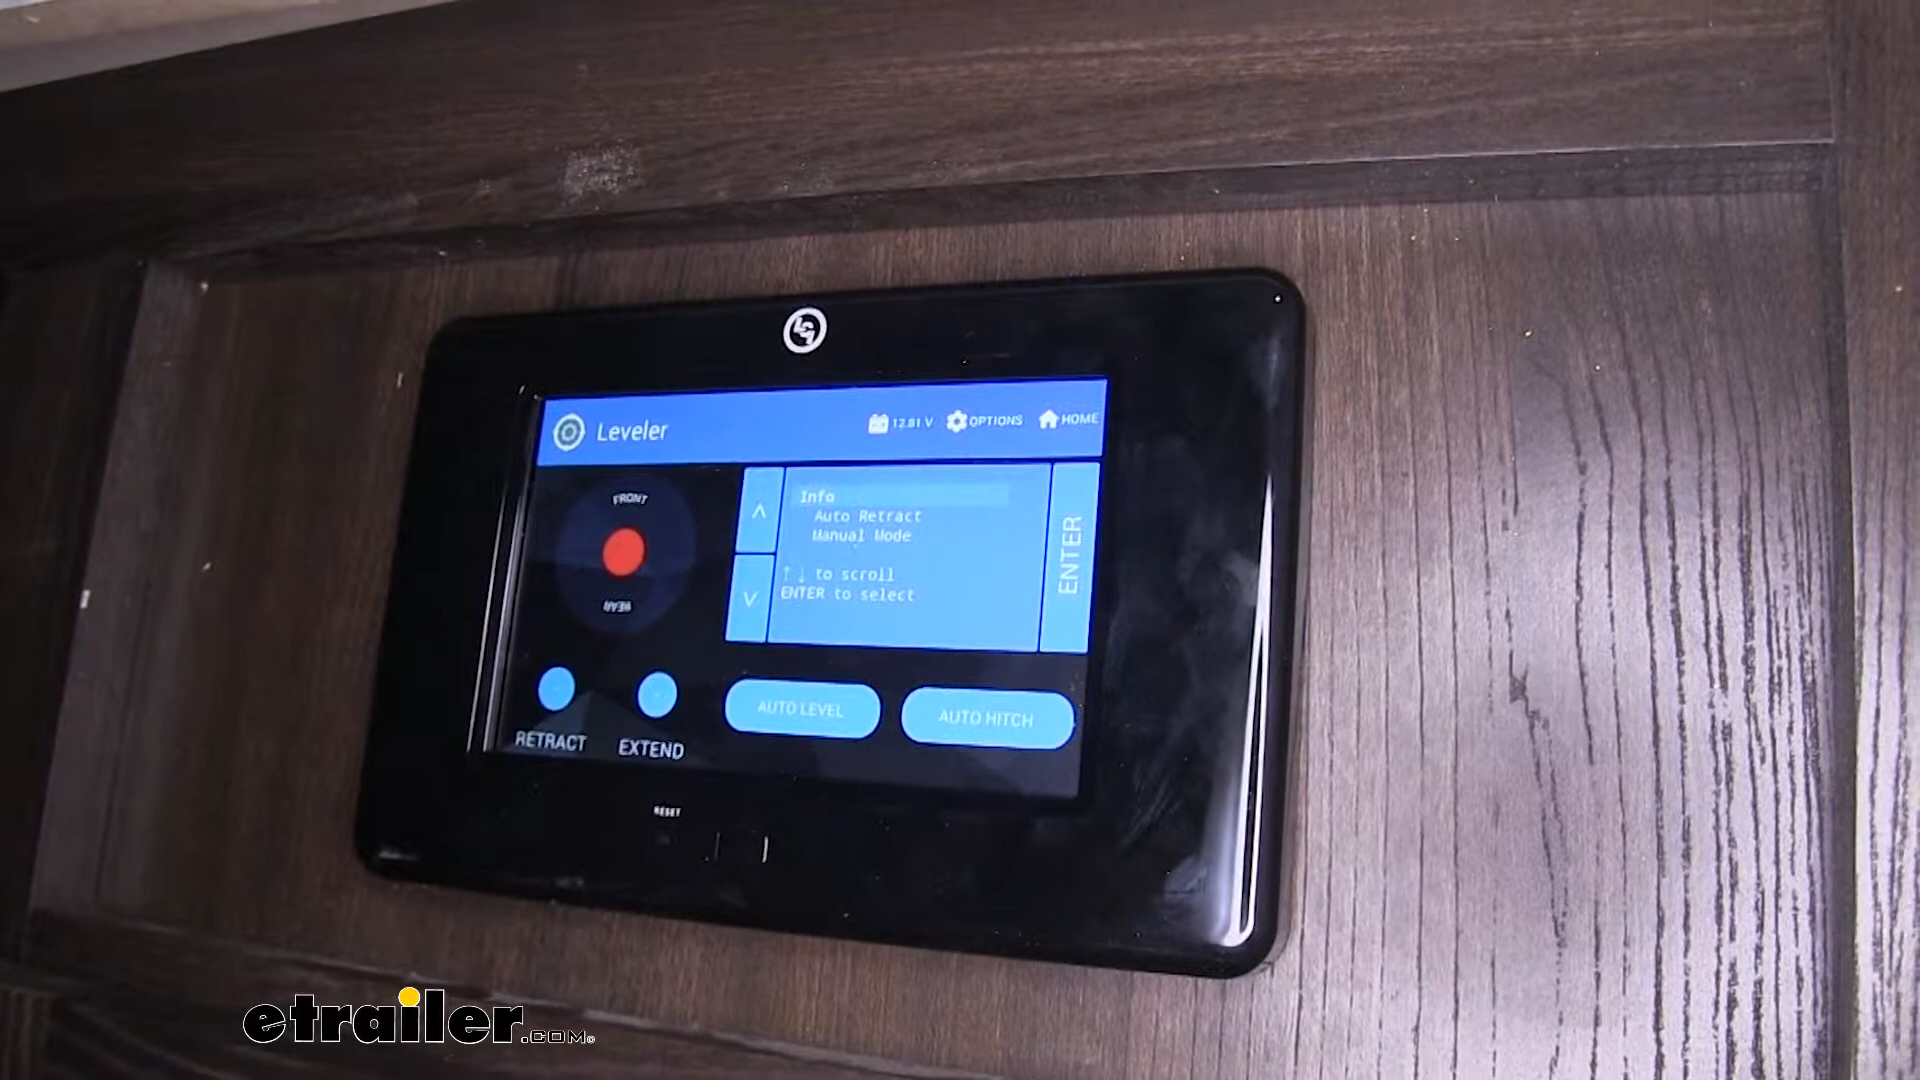 LCI
Leveler
12.81 V
OPTIONS
HOME
FRONT
REAR
Info
Auto Retract
Manual Mode
↑↓ to scroll
ENTER to select
ENTER
RETRACT
EXTEND
AUTO LEVEL
AUTO HITCH
RESET
etrailer.COM